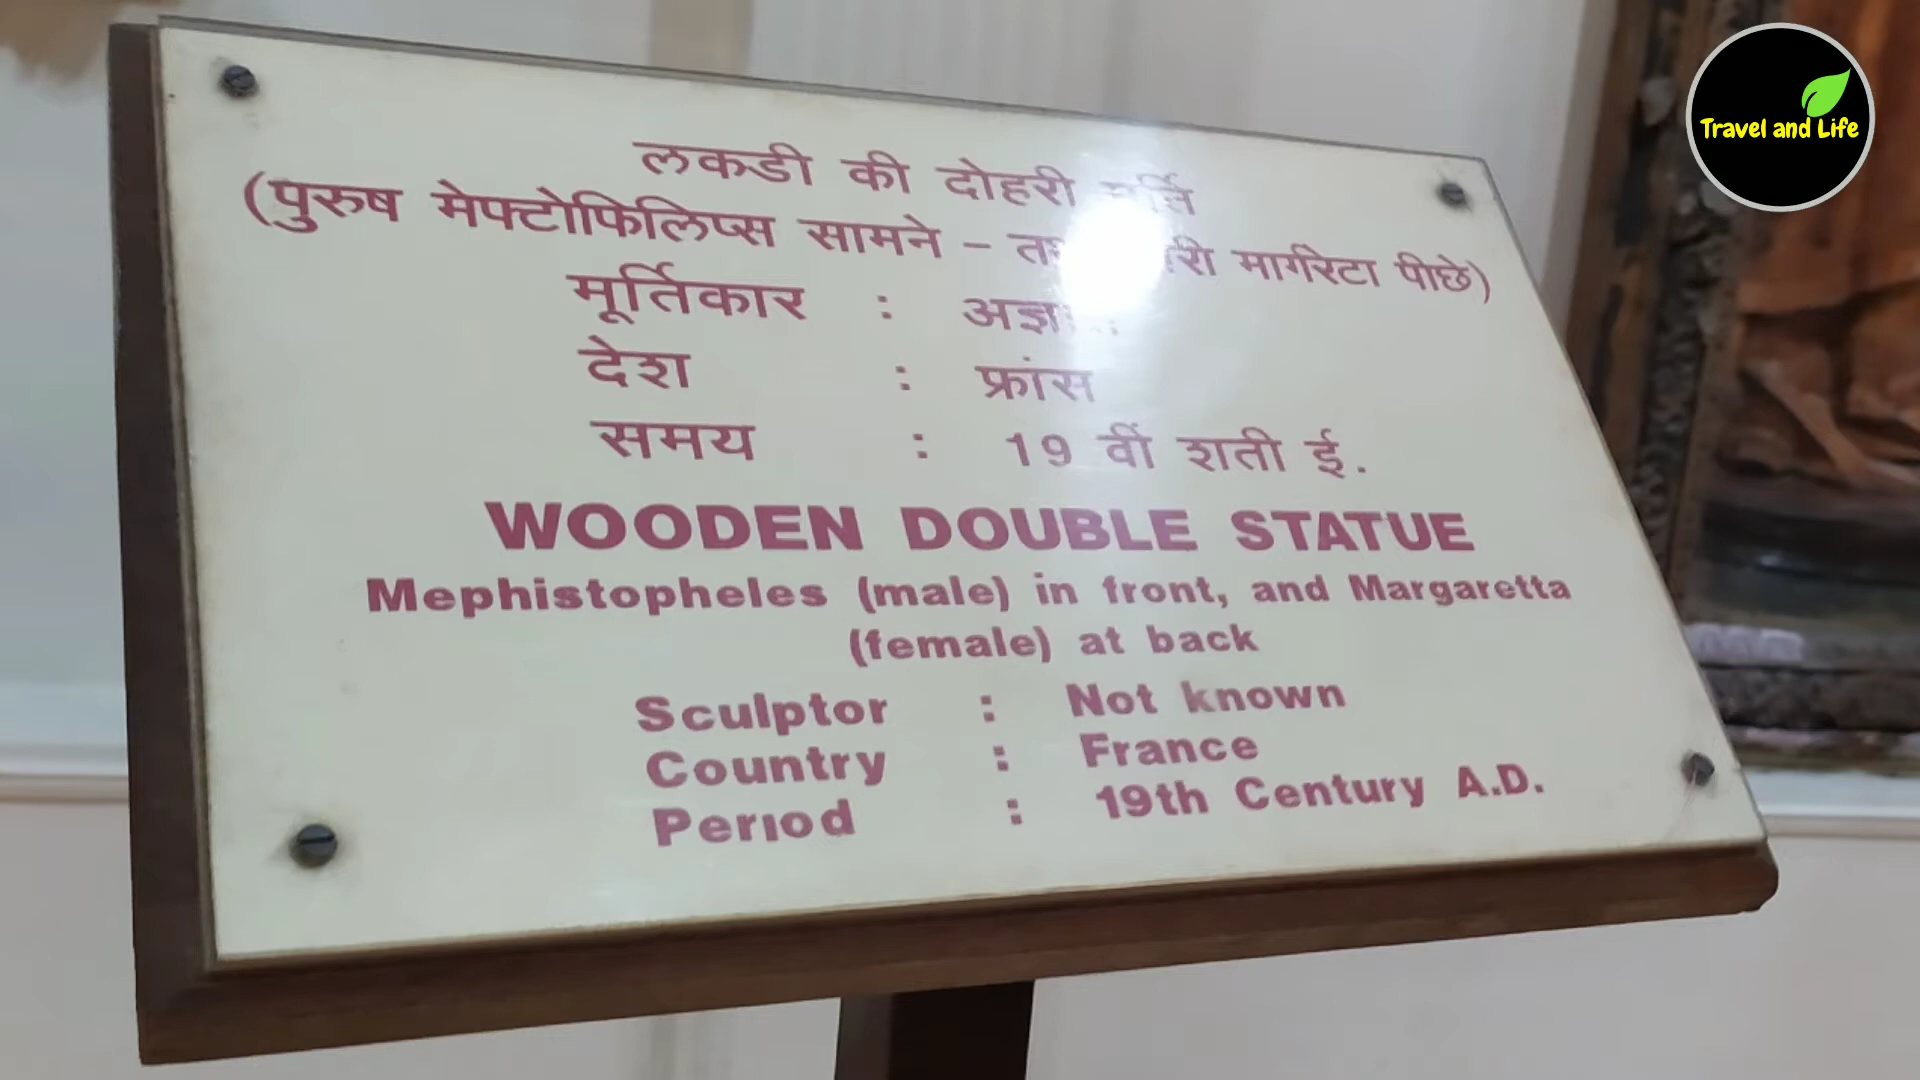 लकडी की दोहरी
(पुरुष मेफ्टोफिलिप्स सामने - मार्गरेटा पीछे)
मूर्तिकार :
देश : फ्रांस
समय : 19 वीं शती ई.
WOODEN DOUBLE STATUE
Mephistopheles (male) in front, and Margaretta
(female) at back
Sculptor : Not known
Country : France
Period : 19th Century A.D.
Travel and Life